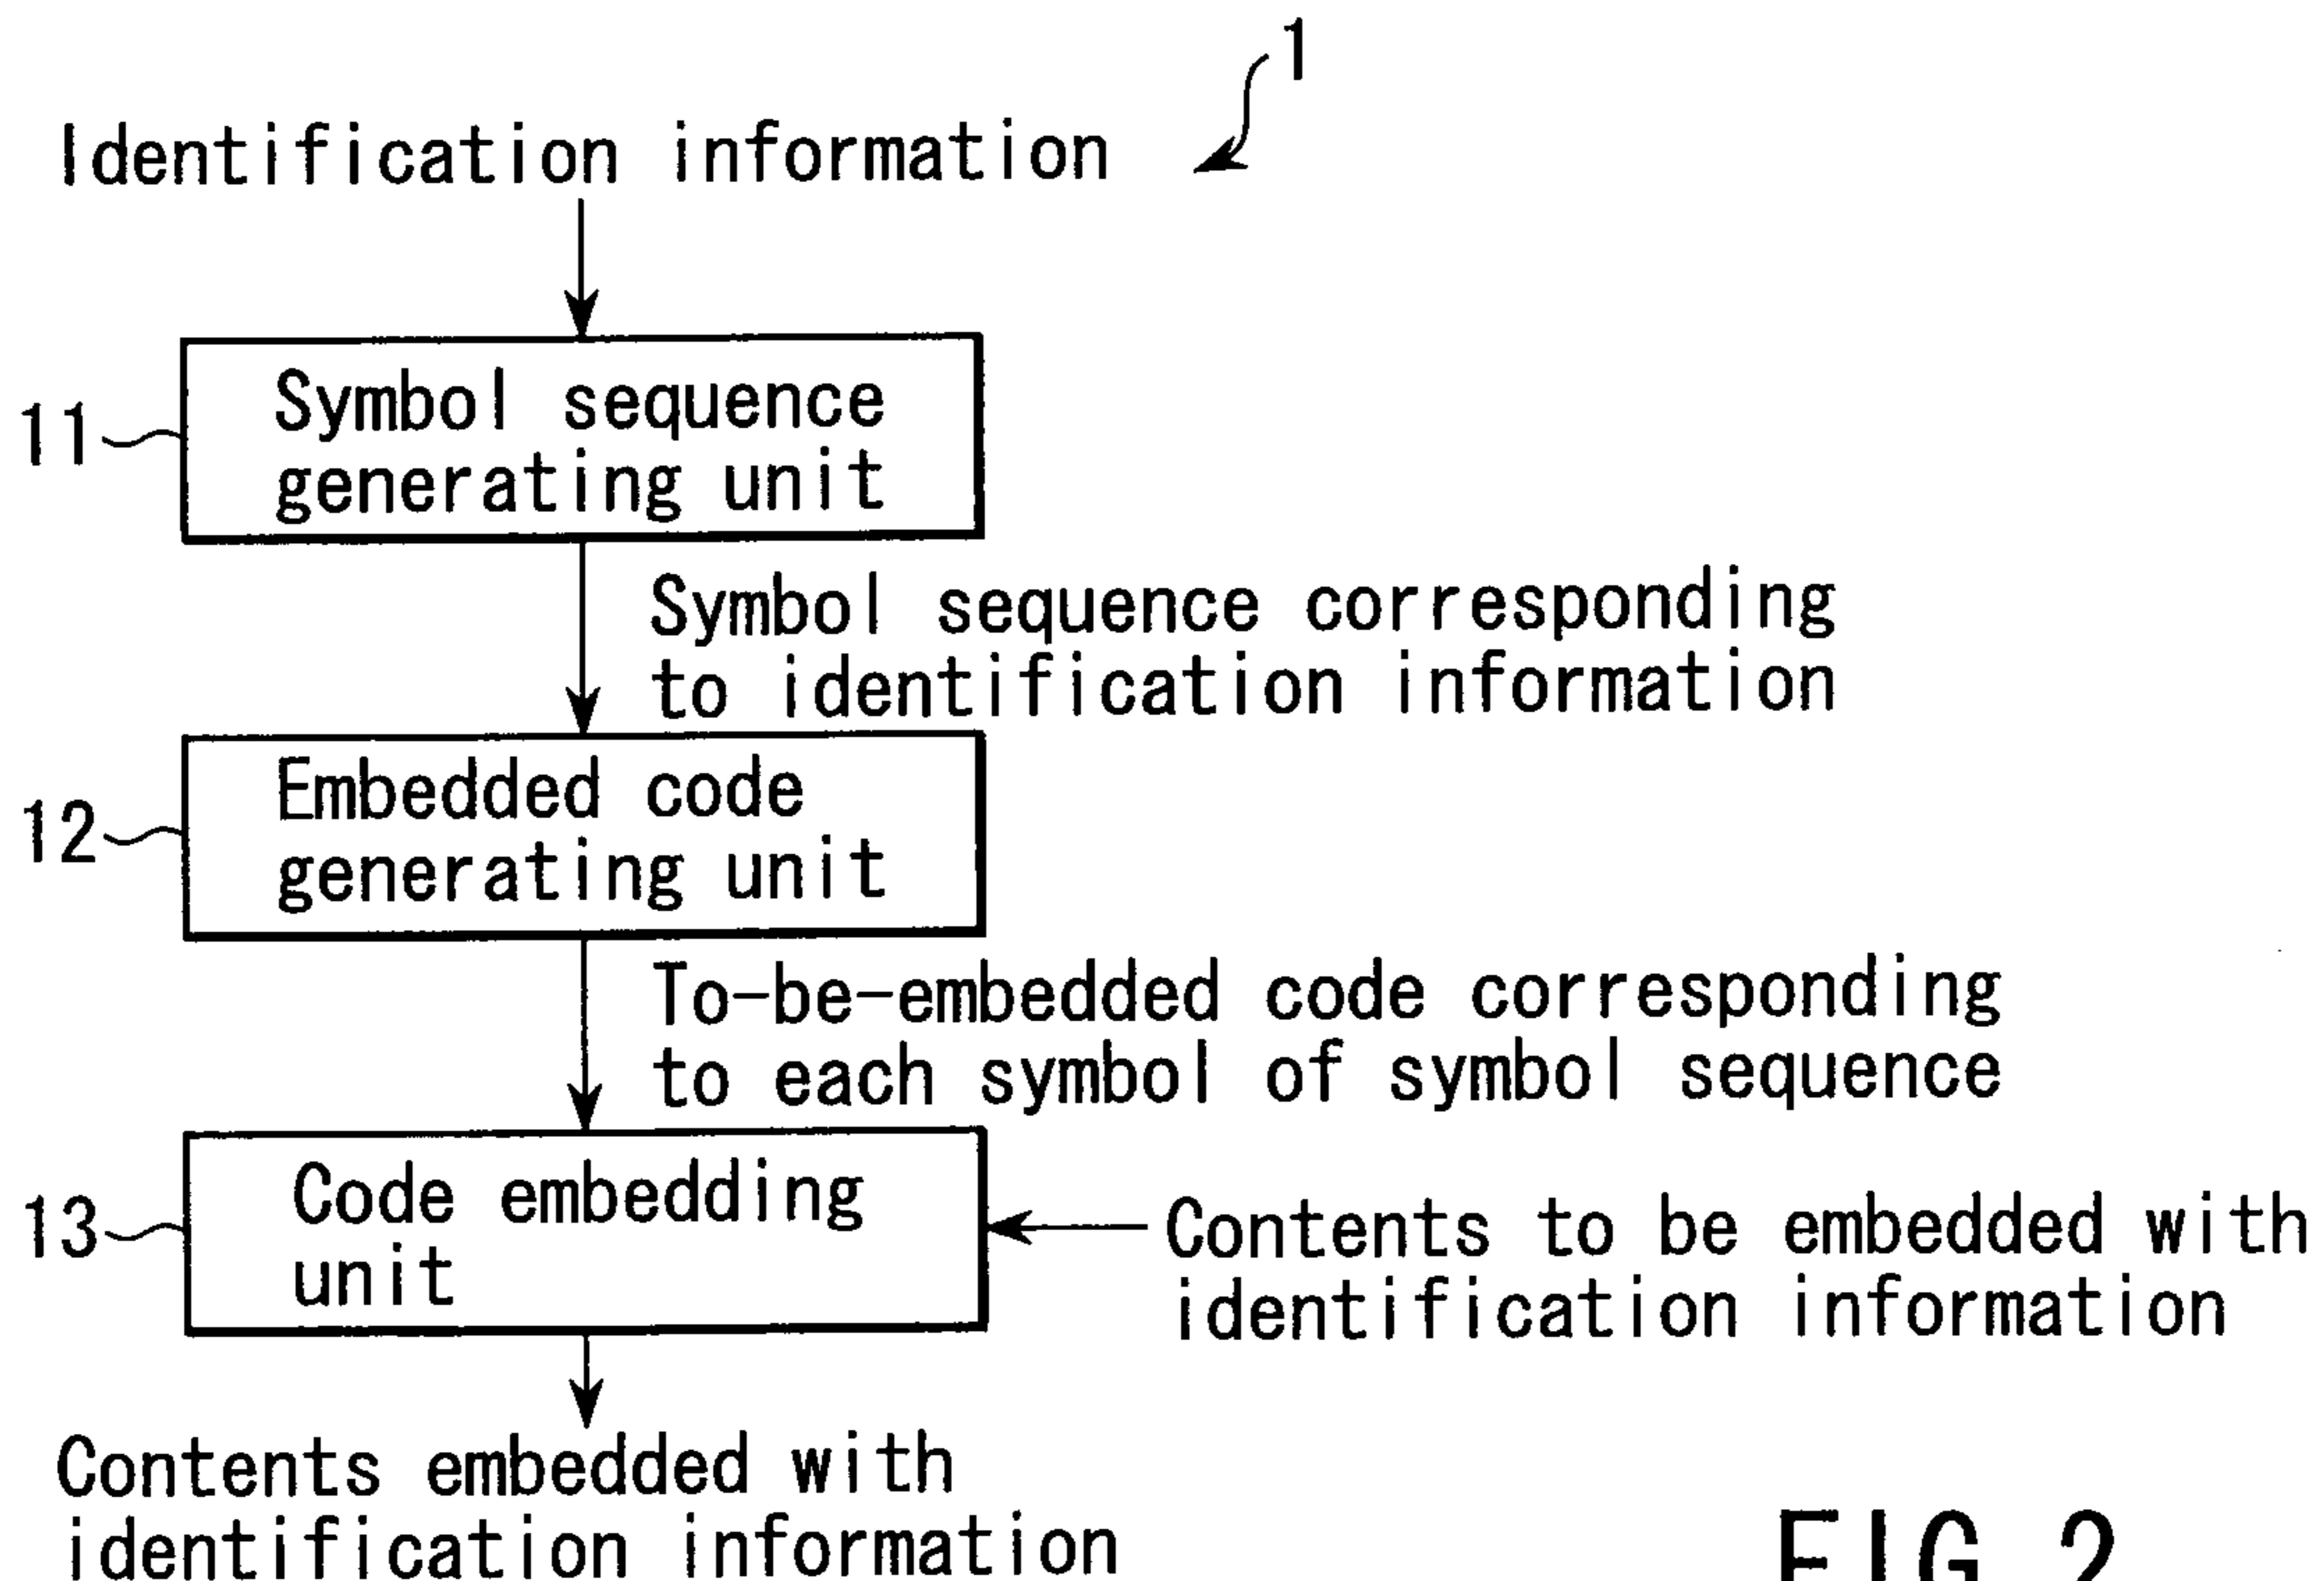 1
Identification information
11
Symbol sequence
generating unit
Symbol sequence corresponding
to identification information
12
Embedded code
generating unit
To-be-embedded code corresponding
to each symbol of symbol sequence
13
Code embedding
unit
Contents to be embedded with
identification information
Contents embedded with
identification information
FIG. 2